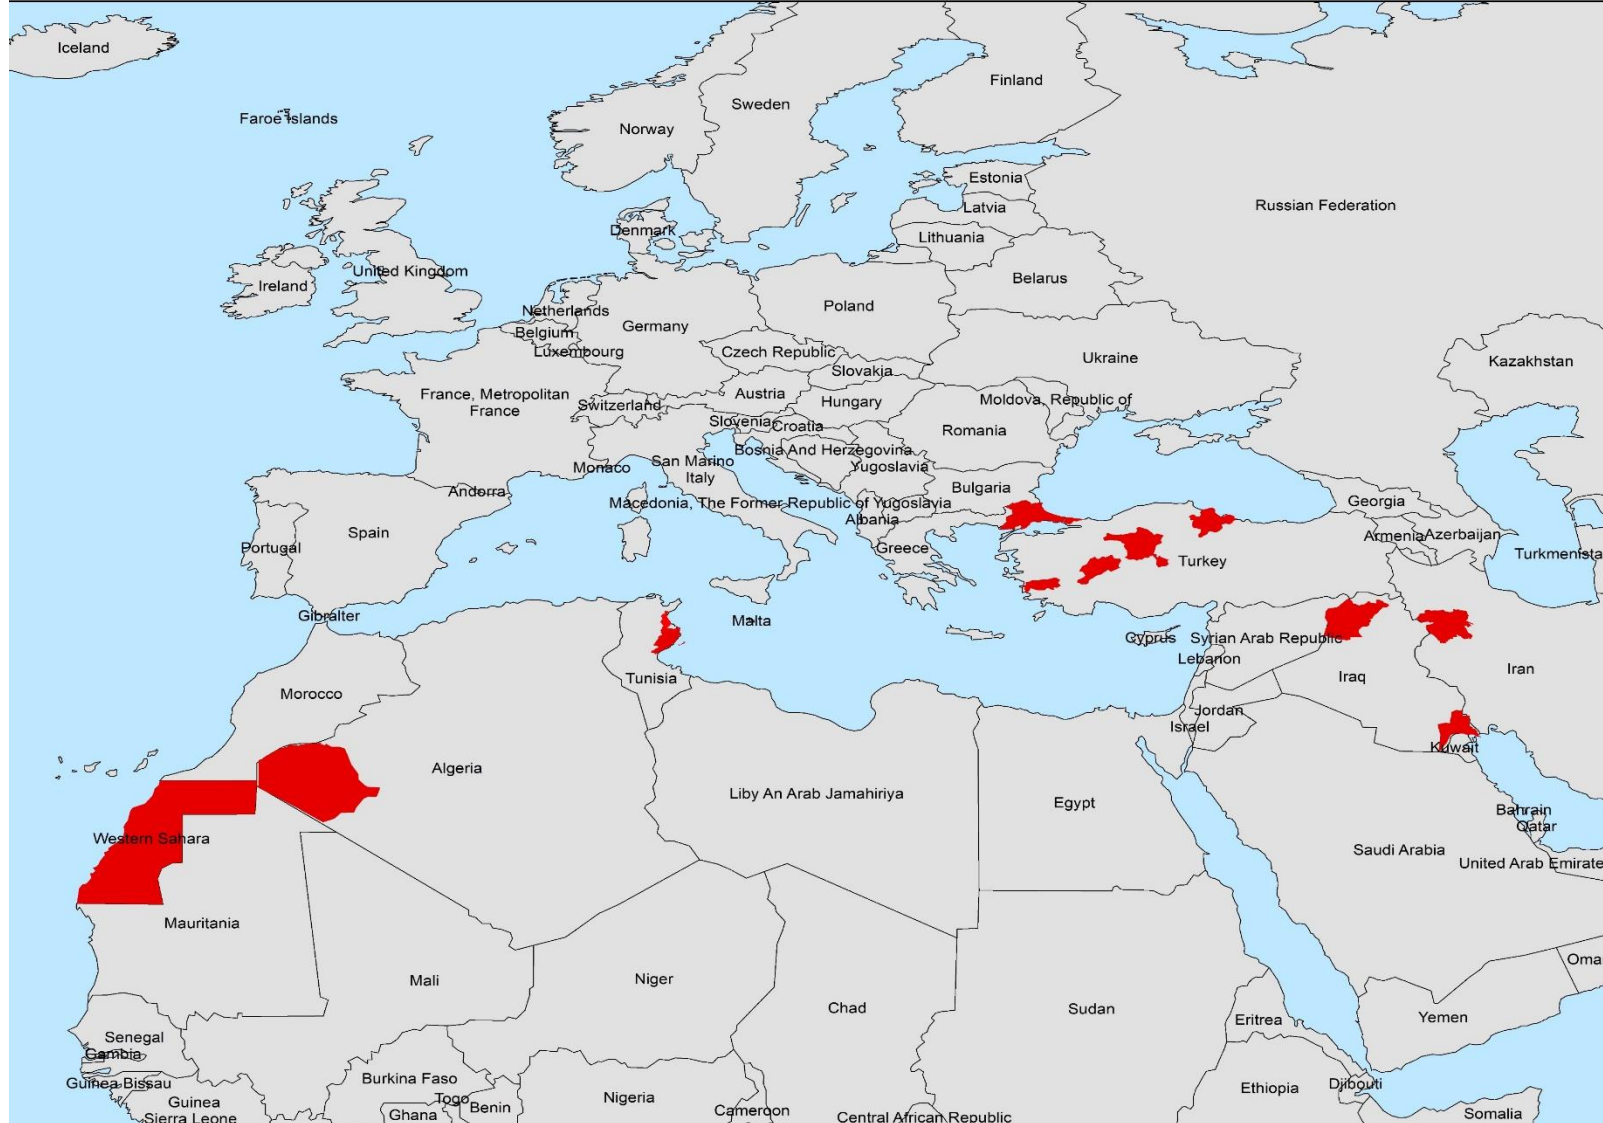 Iceland
Faroe Islands
Norway
Sweden
Finland
Estonia
Latvia
Lithuania
Russian Federation
Denmark
United Kingdom
Ireland
Belarus
Netherlands
Belgium
Luxembourg
Germany
Poland
Czech Republic
Slovakia
Ukraine
Kazakhstan
France, Metropolitan
France
Switzerland
Austria
Hungary
Moldova, Republic of
Slovenia
Croatia
Romania
Bosnia And Herzegovina
Yugoslavia
Monaco
San Marino
Italy
Andorra
Bulgaria
Macedonia, The Former Republic of Yugoslavia
Albania
Georgia
Portugal
Spain
Greece
Turkey
Armenia
Azerbaijan
Turkmenista
Gibralter
Malta
Cyprus
Syrian Arab Republic
Lebanon
Iraq
Iran
Morocco
Tunisia
Israel
Jordan
Kuwait
Algeria
Liby An Arab Jamahiriya
Egypt
Bahrain
Qatar
Western Sahara
Saudi Arabia
United Arab Emirate
Mauritania
Mali
Niger
Chad
Sudan
Oma
Yemen
Eritrea
Senegal
Gambia
Guinea Bissau
Guinea
Sierra Leone
Burkina Faso
Togo
Ghana
Benin
Nigeria
Cameroon
Central African Republic
Ethiopia
Djibouti
Somalia